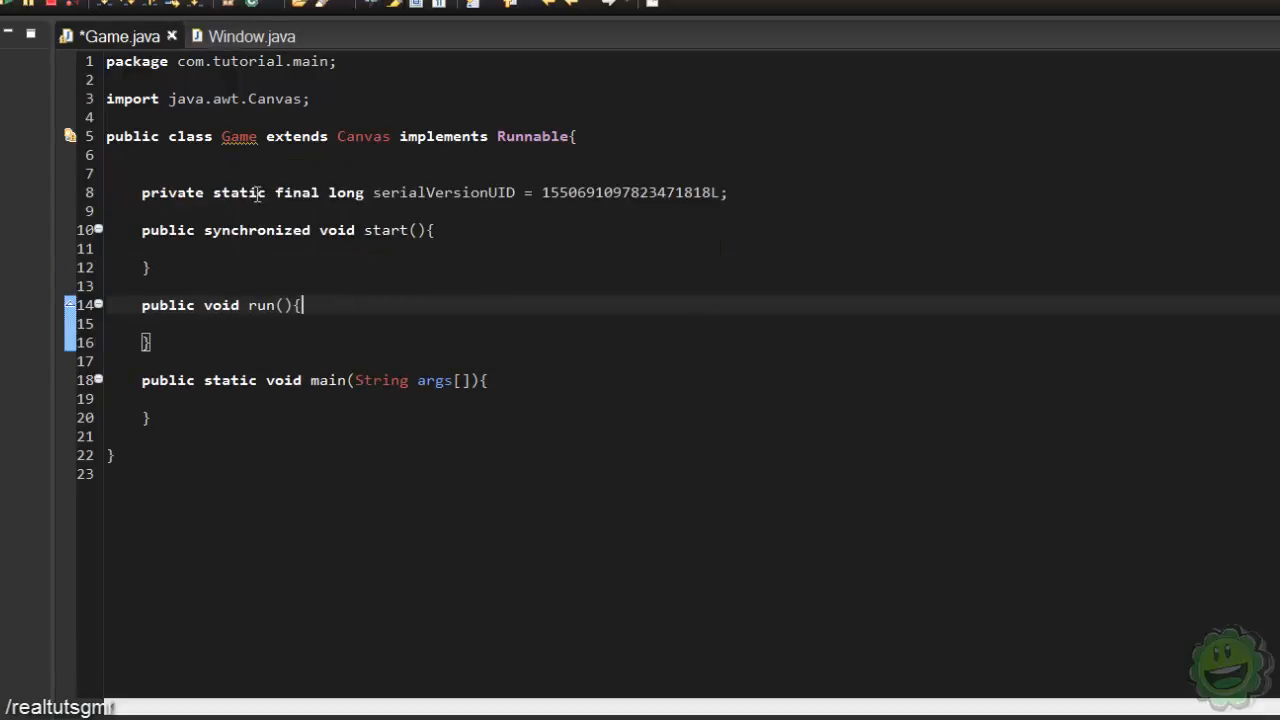 *Game.java Window.java
1 package com.tutorial.main;
2
3 import java.awt.Canvas;
4
5 public class Game extends Canvas implements Runnable{
6
7
8 private static final long serialVersionUID = 1550691097823471818L;
9
10 public synchronized void start(){
11
12 }
13
14 public void run(){
15
16 }
17
18 public static void main(String args[]){
19
20 }
21
22 }
23
/realtutsgm